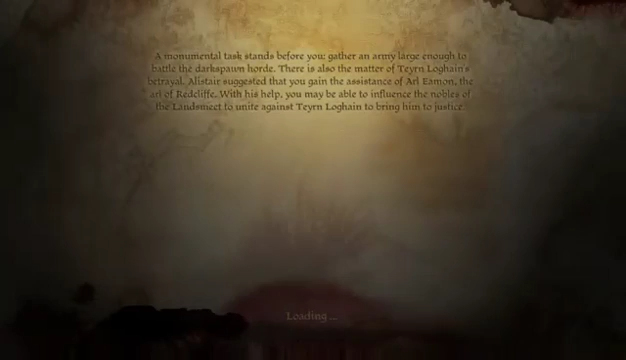 A monumental task stands before you: gather an army large enough to
battle the darkspawn horde. There is also the matter of Teyrn Loghain's
betrayal. Alistair suggested that you gain the assistance of Arl Eamon, the
arl of Redcliffe. With his help, you may be able to influence the nobles of
the Landsmeet to unite against Teyrn Loghain to bring him to justice.
Loading ...